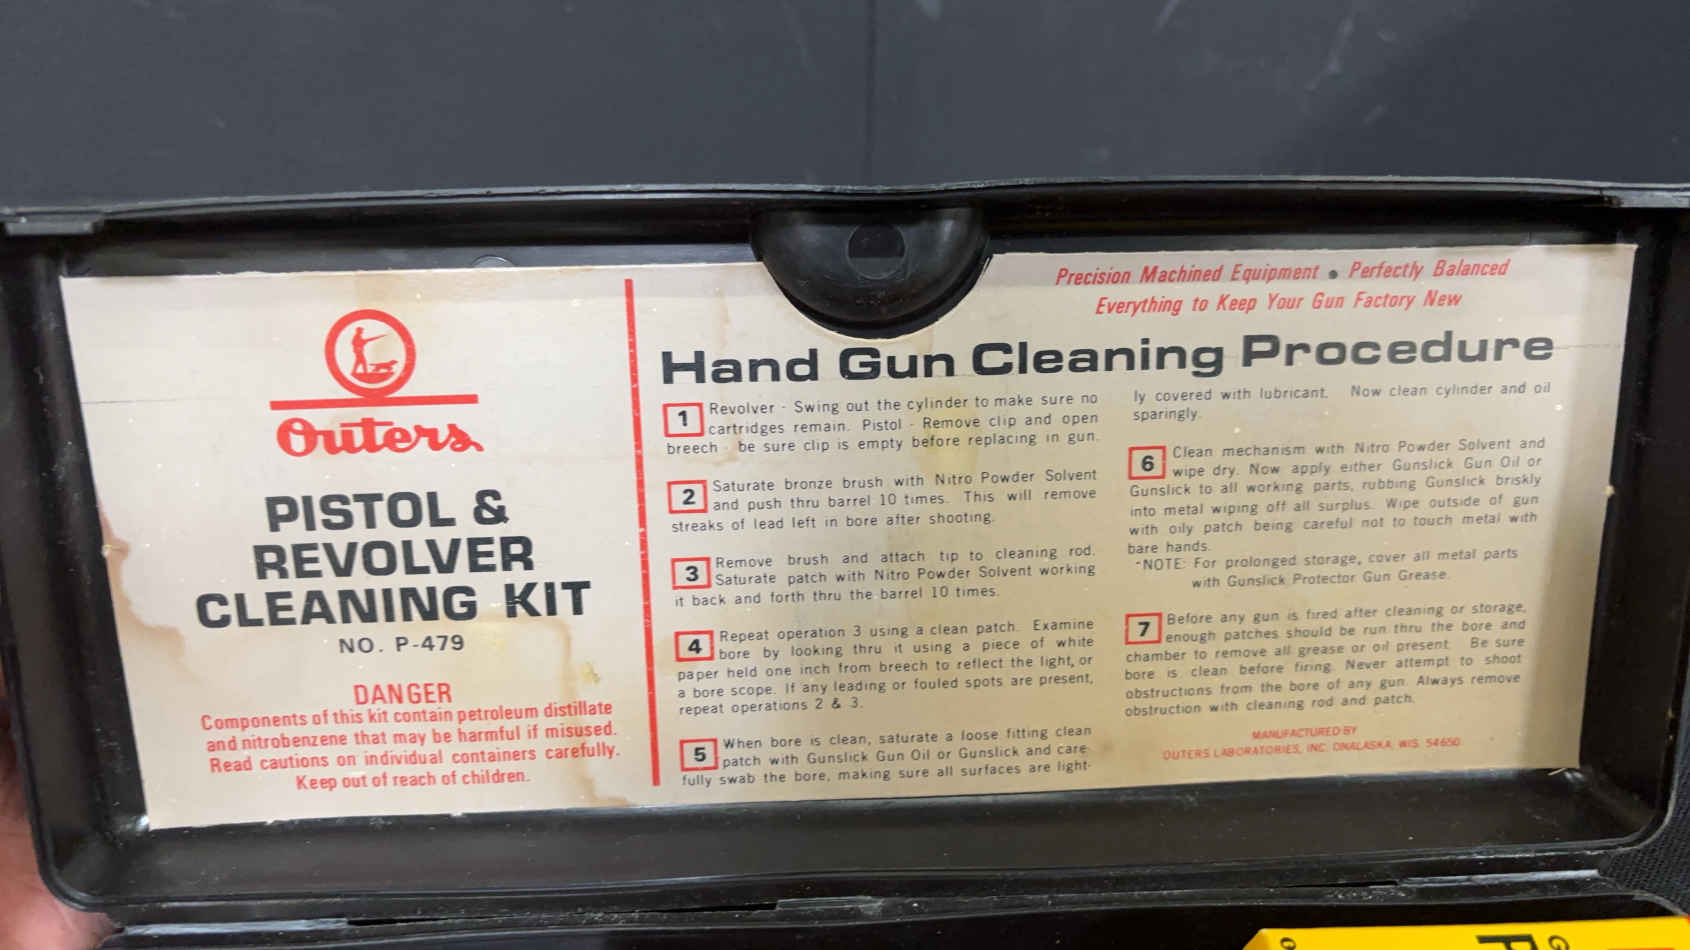 Outers
PISTOL &
REVOLVER
CLEANING KIT
NO. P-479
DANGER
Components of this kit contain petroleum distillate
and nitrobenzene that may be harmful if misused.
Read cautions on individual containers carefully.
Keep out of reach of children.
Precision Machined Equipment • Perfectly Balanced
Everything to Keep Your Gun Factory New
Hand Gun Cleaning Procedure
1 Revolver - Swing out the cylinder to make sure no
cartridges remain. Pistol - Remove clip and open
breech - be sure clip is empty before replacing in gun.
2 Saturate bronze brush with Nitro Powder Solvent
and push thru barrel 10 times. This will remove
streaks of lead left in bore after shooting.
3 Remove brush and attach tip to cleaning rod.
Saturate patch with Nitro Powder Solvent working
it back and forth thru the barrel 10 times.
4 Repeat operation 3 using a clean patch. Examine
bore by looking thru it using a piece of white
paper held one inch from breech to reflect the light, or
a bore scope. If any leading or fouled spots are present,
repeat operations 2 & 3.
5 When bore is clean, saturate a loose fitting clean
patch with Gunslick Gun Oil or Gunslick and care-
fully swab the bore, making sure all surfaces are light-
ly covered with lubricant. Now clean cylinder and oil
sparingly.
6 Clean mechanism with Nitro Powder Solvent and
wipe dry. Now apply either Gunslick Gun Oil or
Gunslick to all working parts, rubbing Gunslick briskly
into metal wiping off all surplus. Wipe outside of gun
with oily patch being careful not to touch metal with
bare hands.
*NOTE: For prolonged storage, cover all metal parts
with Gunslick Protector Gun Grease.
7 Before any gun is fired after cleaning or storage,
enough patches should be run thru the bore and
chamber to remove all grease or oil present. Be sure
bore is clean before firing. Never attempt to shoot
obstructions from the bore of any gun. Always remove
obstruction with cleaning rod and patch.
MANUFACTURED BY
OUTERS LABORATORIES, INC. ONALASKA, WIS. 54650